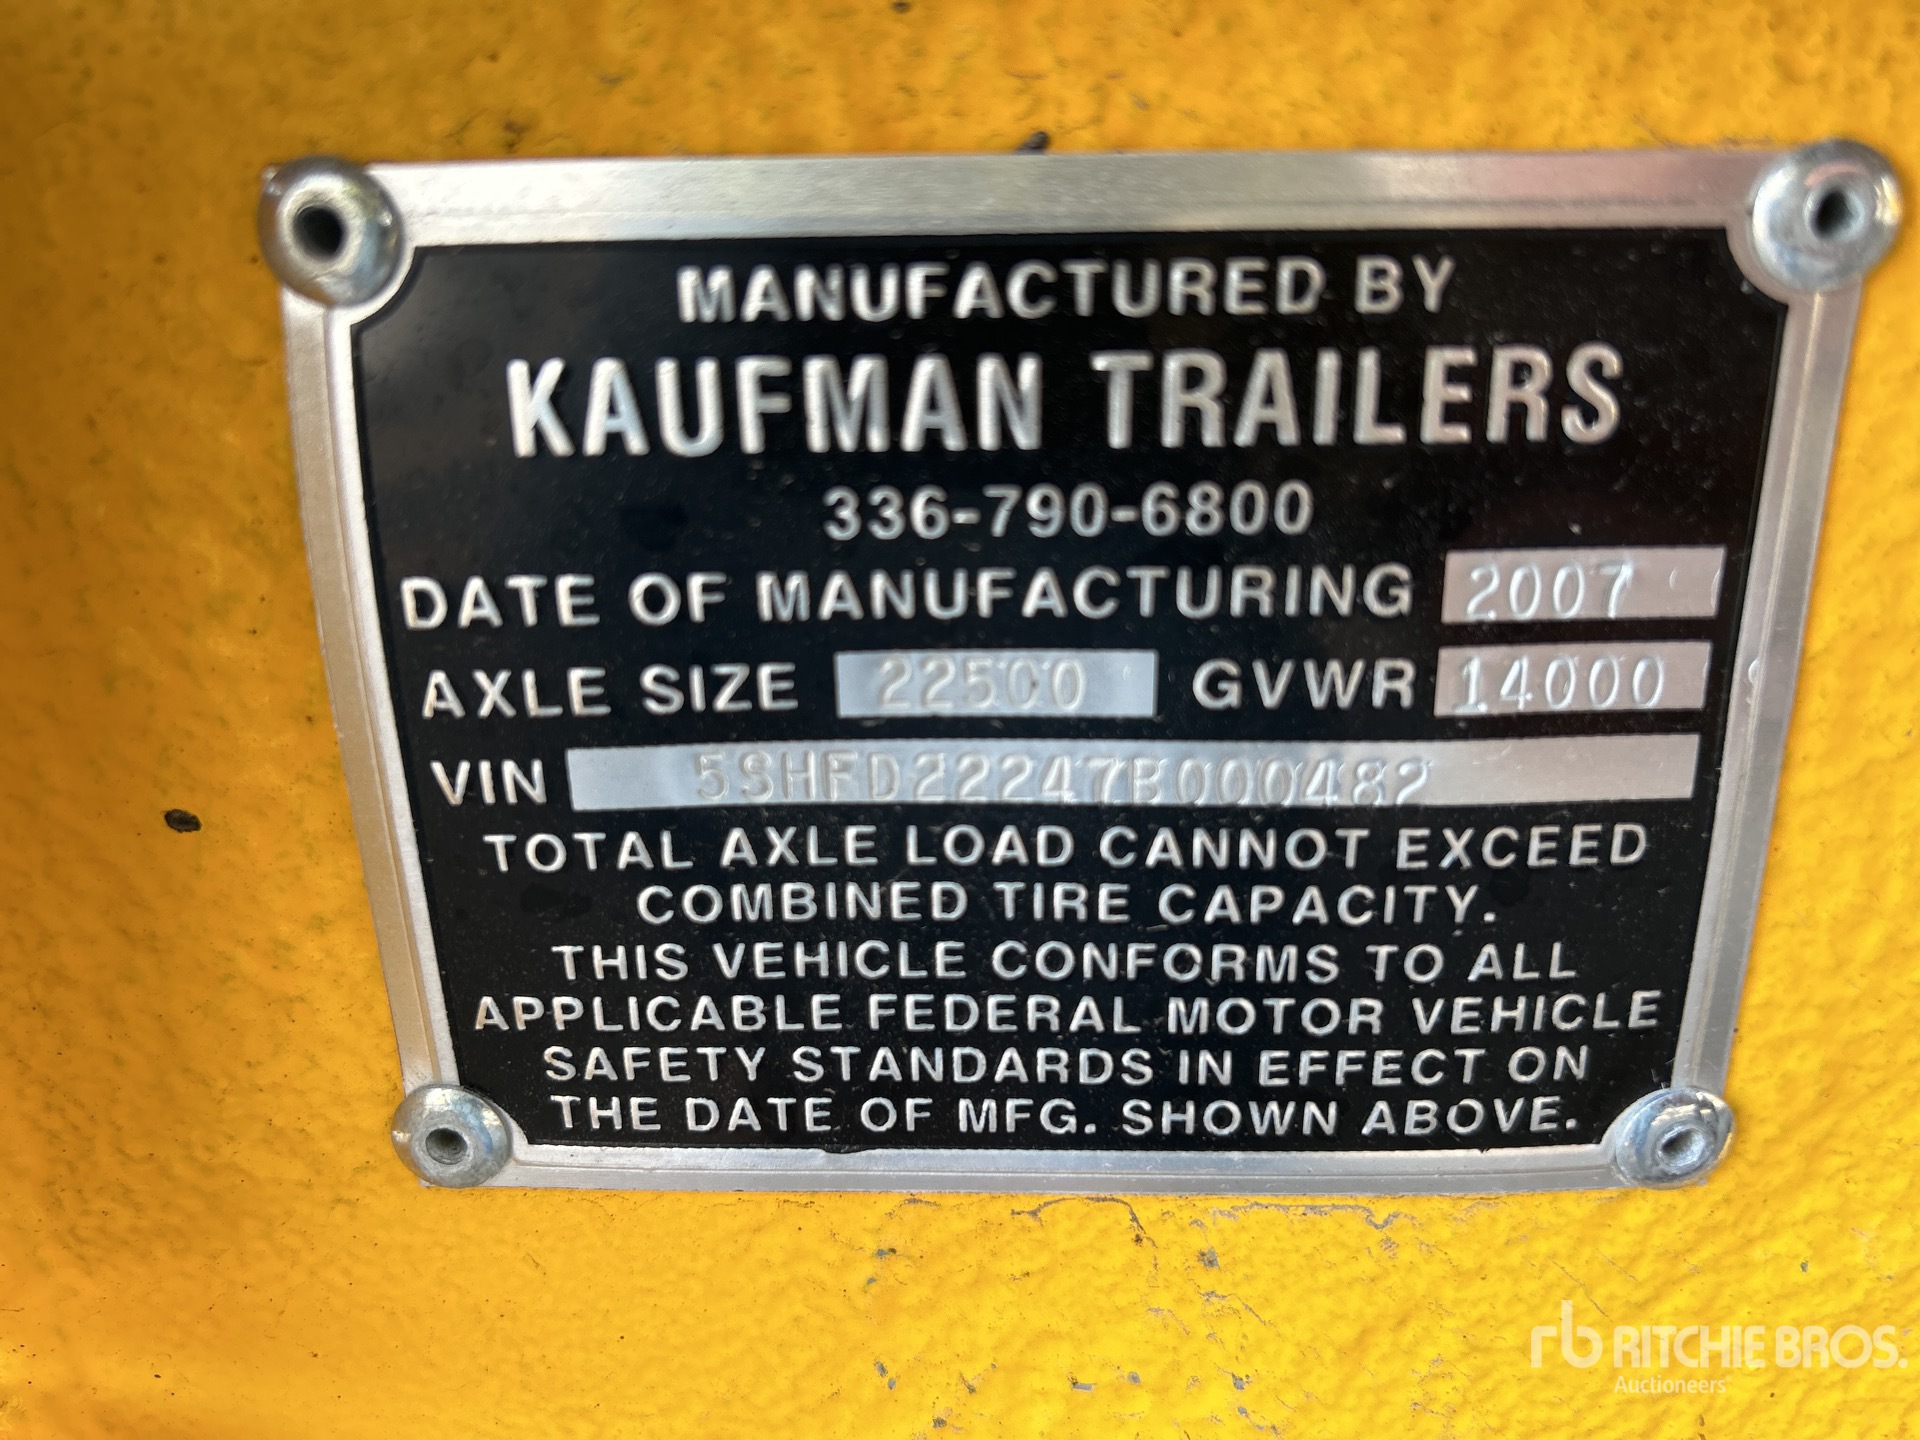 MANUFACTURED BY
KAUFMAN TRAILERS
336-790-6800
DATE OF MANUFACTURING 2007
AXLE SIZE 22500 GVWR 14000
VIN 5SHFD22247B000482
TOTAL AXLE LOAD CANNOT EXCEED
COMBINED TIRE CAPACITY.
THIS VEHICLE CONFORMS TO ALL
APPLICABLE FEDERAL MOTOR VEHICLE
SAFETY STANDARDS IN EFFECT ON
THE DATE OF MFG. SHOWN ABOVE.
rb RITCHIE BROS.
Auctioneers